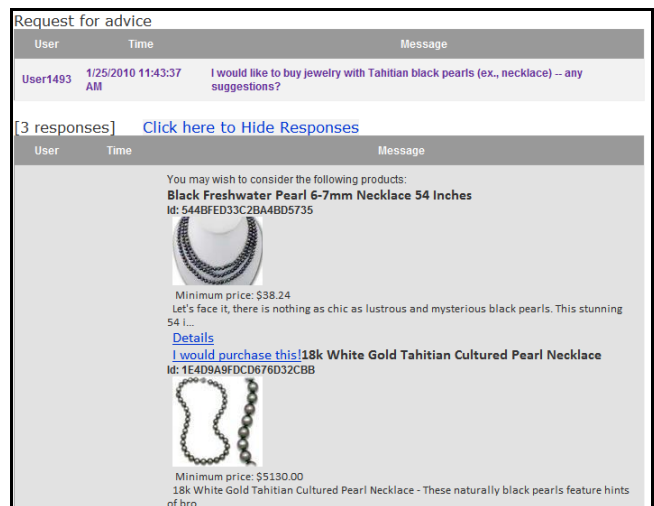 Request for advice
User Time Message
User1493 1/25/2010 11:43:37 AM I would like to buy jewelry with Tahitian black pearls (ex., necklace) -- any suggestions?
[3 responses] Click here to Hide Responses
User Time Message
You may wish to consider the following products:
Black Freshwater Pearl 6-7mm Necklace 54 Inches
Id: 544BFED33C2BA4BD5735
Minimum price: $38.24
Let's face it, there is nothing as chic as lustrous and mysterious black pearls. This stunning
54 i...
Details
I would purchase this!18k White Gold Tahitian Cultured Pearl Necklace
Id: 1E4D9A9FDCD676D32CBB
Minimum price: $5130.00
18k White Gold Tahitian Cultured Pearl Necklace - These naturally black pearls feature hints
of bro